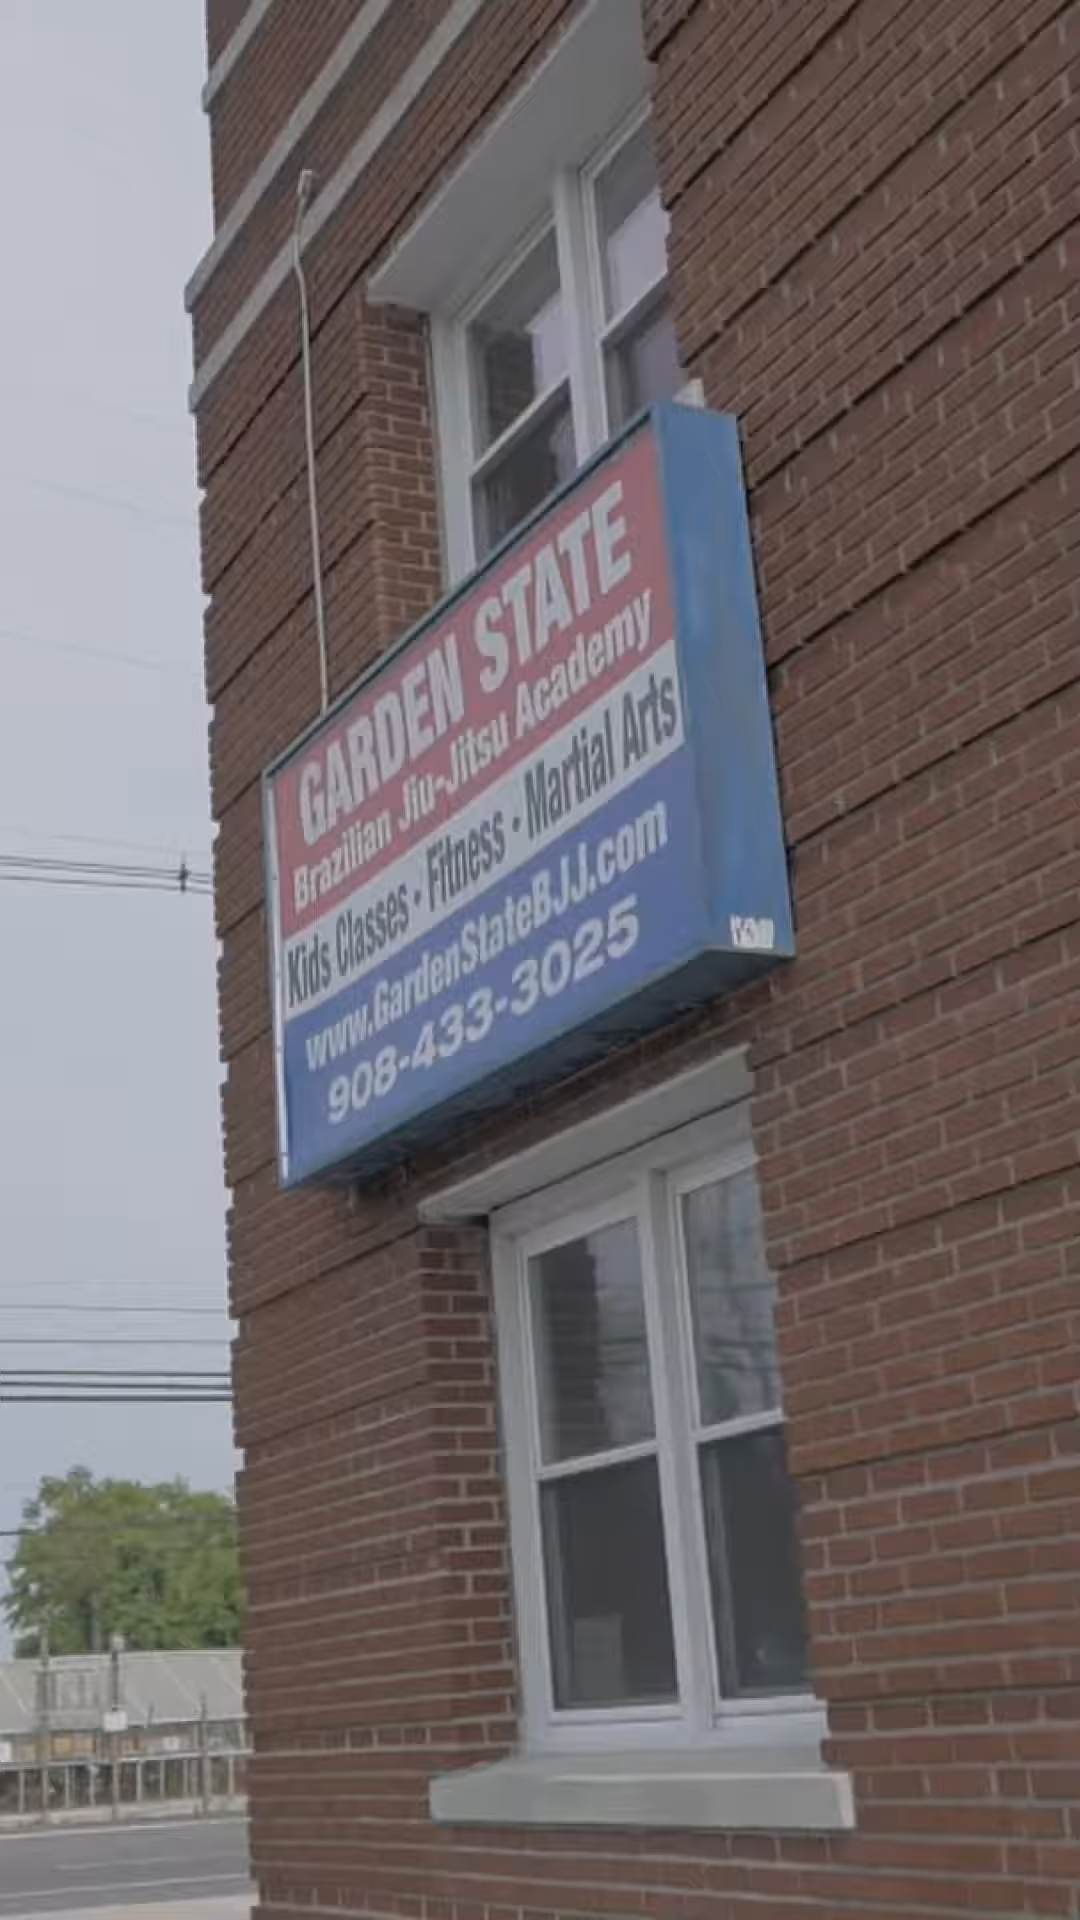 GARDEN STATE
Brazilian Jiu-Jitsu Academy
Kids Classes • Fitness • Martial Arts
www.GardenStateBJJ.com
908-433-3025